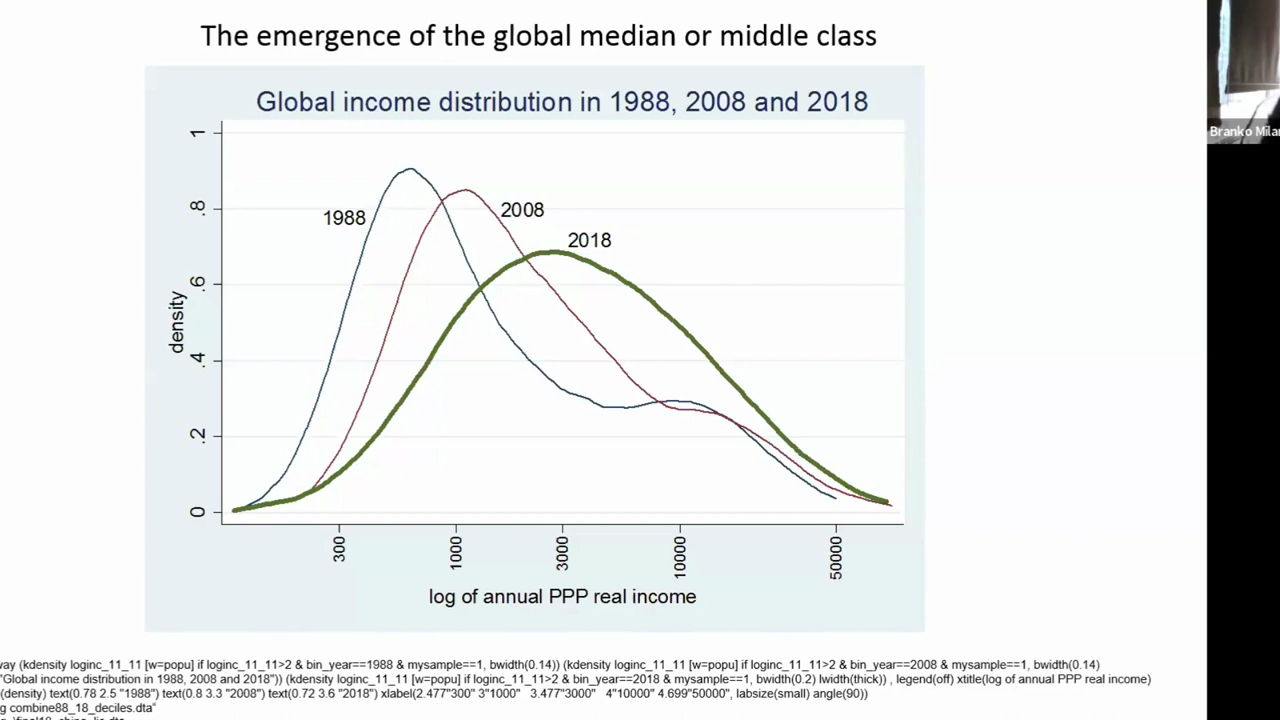 The emergence of the global median or middle class
Global income distribution in 1988, 2008 and 2018
1
.8
.6
.4
.2
0
density
1988
2008
2018
300
1000
3000
10000
50000
log of annual PPP real income
Branko Milar
way (kdensity loginc_11_11 [w=popu] if loginc_11_11>2 & bin_year==1988 & mysample==1, bwidth(0.14)) (kdensity loginc_11_11 [w=popu] if loginc_11_11>2 & bin_year==2008 & mysample==1, bwidth(0.14)
"Global income distribution in 1988, 2008 and 2018")) (kdensity loginc_11_11 [w=popu] if loginc_11_11>2 & bin_year==2018 & mysample==1, bwidth(0.2) lwidth(thick)) , legend(off) xtitle(log of annual PPP real income)
(density) text(0.78 2.5 "1988") text(0.8 3.3 "2008") text(0.72 3.6 "2018") xlabel(2.477"300" 3"1000" 3.477"3000" 4"10000" 4.699"50000", labsize(small) angle(90))
g combine88_18_deciles.dta"